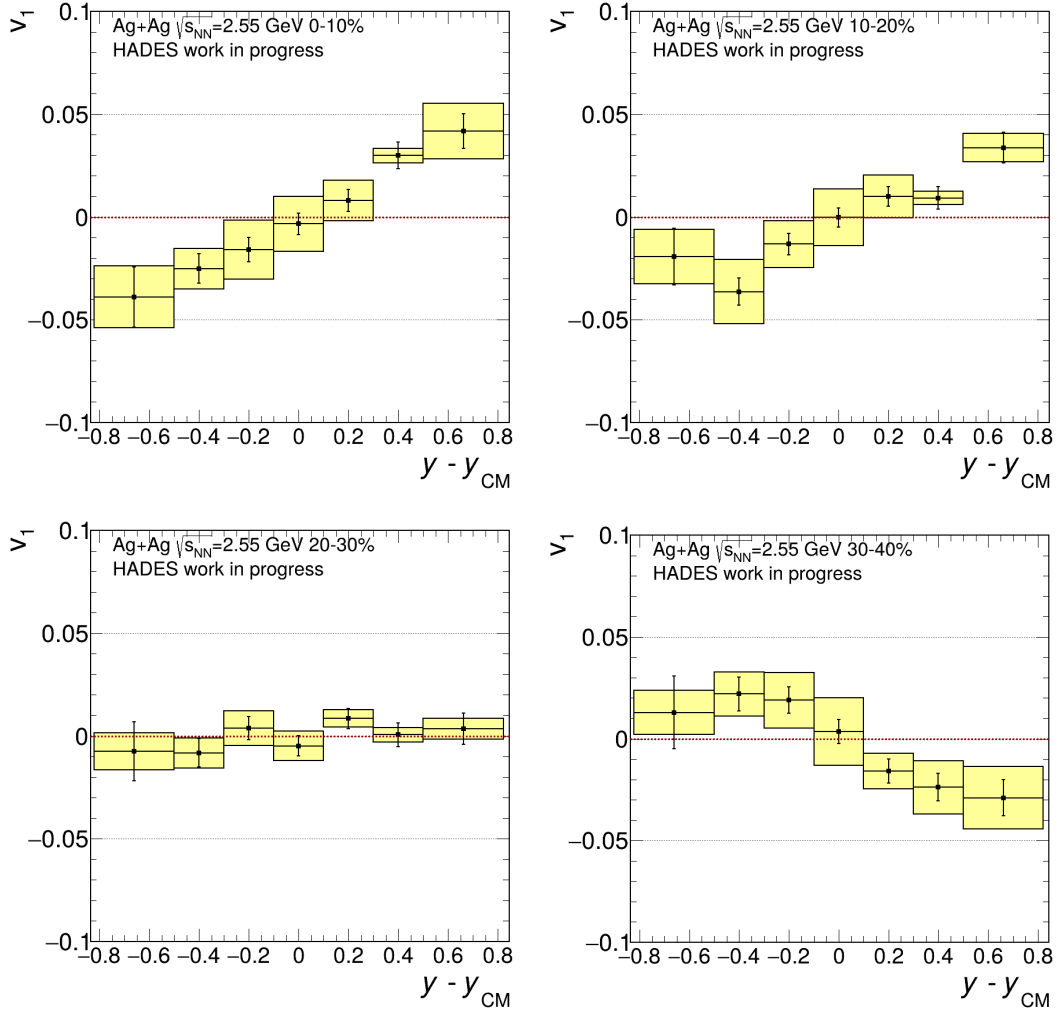 v1
0.1
0.05
0
−0.05
−0.1
Ag+Ag √sNN=2.55 GeV 0-10%
HADES work in progress
−0.8 −0.6 −0.4 −0.2 0 0.2 0.4 0.6 0.8
y - yCM
v1
0.1
0.05
0
−0.05
−0.1
Ag+Ag √sNN=2.55 GeV 10-20%
HADES work in progress
−0.8 −0.6 −0.4 −0.2 0 0.2 0.4 0.6 0.8
y - yCM
v1
0.1
0.05
0
−0.05
−0.1
Ag+Ag √sNN=2.55 GeV 20-30%
HADES work in progress
−0.8 −0.6 −0.4 −0.2 0 0.2 0.4 0.6 0.8
y - yCM
v1
0.1
0.05
0
−0.05
−0.1
Ag+Ag √sNN=2.55 GeV 30-40%
HADES work in progress
−0.8 −0.6 −0.4 −0.2 0 0.2 0.4 0.6 0.8
y - yCM